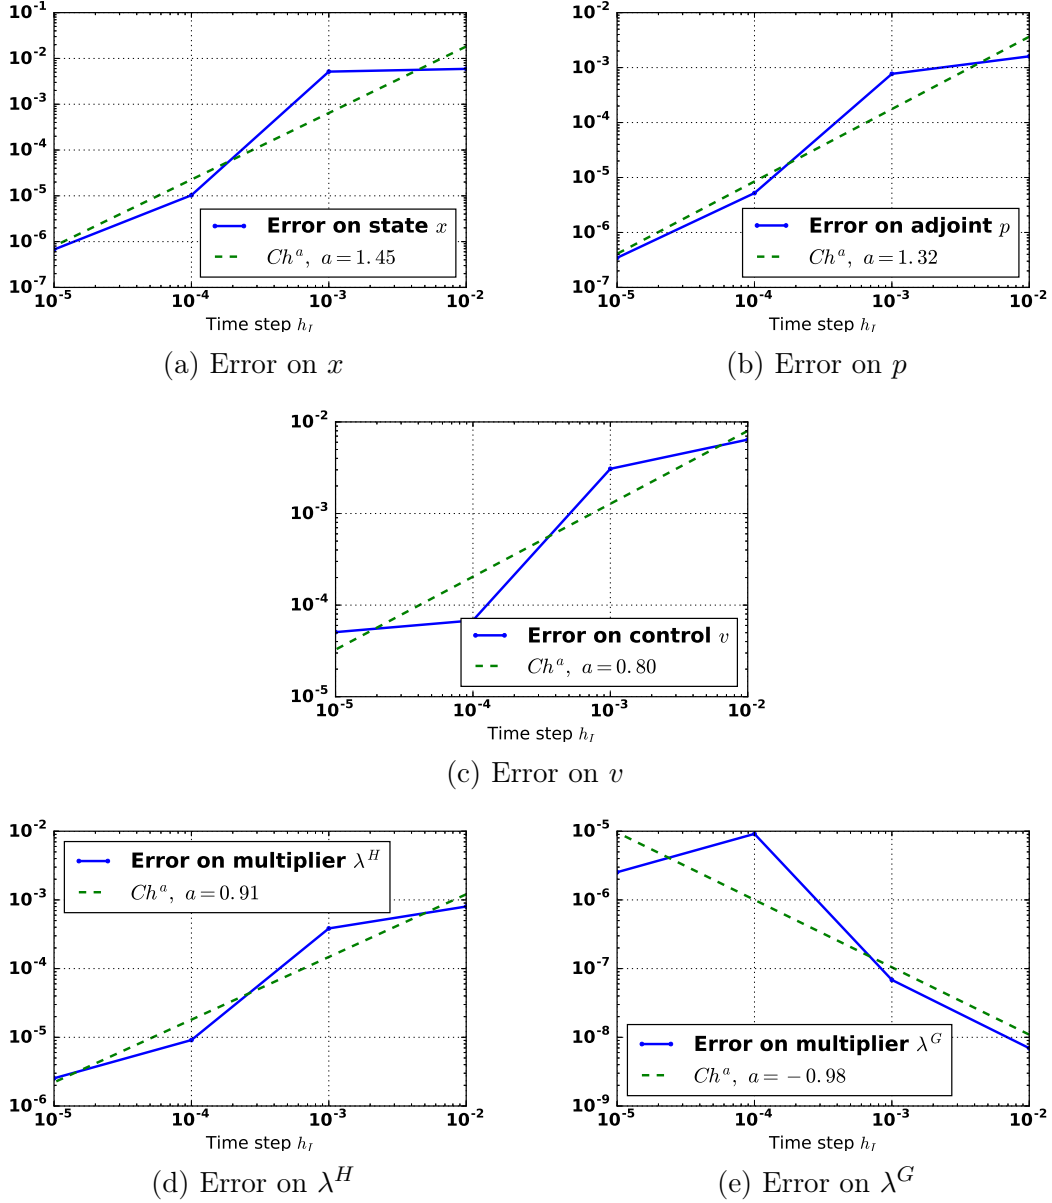 10^-1
10^-2
10^-3
10^-4
10^-5
10^-6
10^-7
Error on state x
Ch^a, a = 1.45
10^-5 10^-4 10^-3 10^-2
Time step h_I
(a) Error on x
10^-2
10^-3
10^-4
10^-5
10^-6
10^-7
Error on adjoint p
Ch^a, a = 1.32
10^-5 10^-4 10^-3 10^-2
Time step h_I
(b) Error on p
10^-2
10^-3
10^-4
10^-5
Error on control v
Ch^a, a = 0.80
10^-5 10^-4 10^-3 10^-2
Time step h_I
(c) Error on v
10^-2
10^-3
10^-4
10^-5
10^-6
Error on multiplier λ^H
Ch^a, a = 0.91
10^-5 10^-4 10^-3 10^-2
Time step h_I
(d) Error on λ^H
10^-5
10^-6
10^-7
10^-8
10^-9
Error on multiplier λ^G
Ch^a, a = −0.98
10^-5 10^-4 10^-3 10^-2
Time step h_I
(e) Error on λ^G